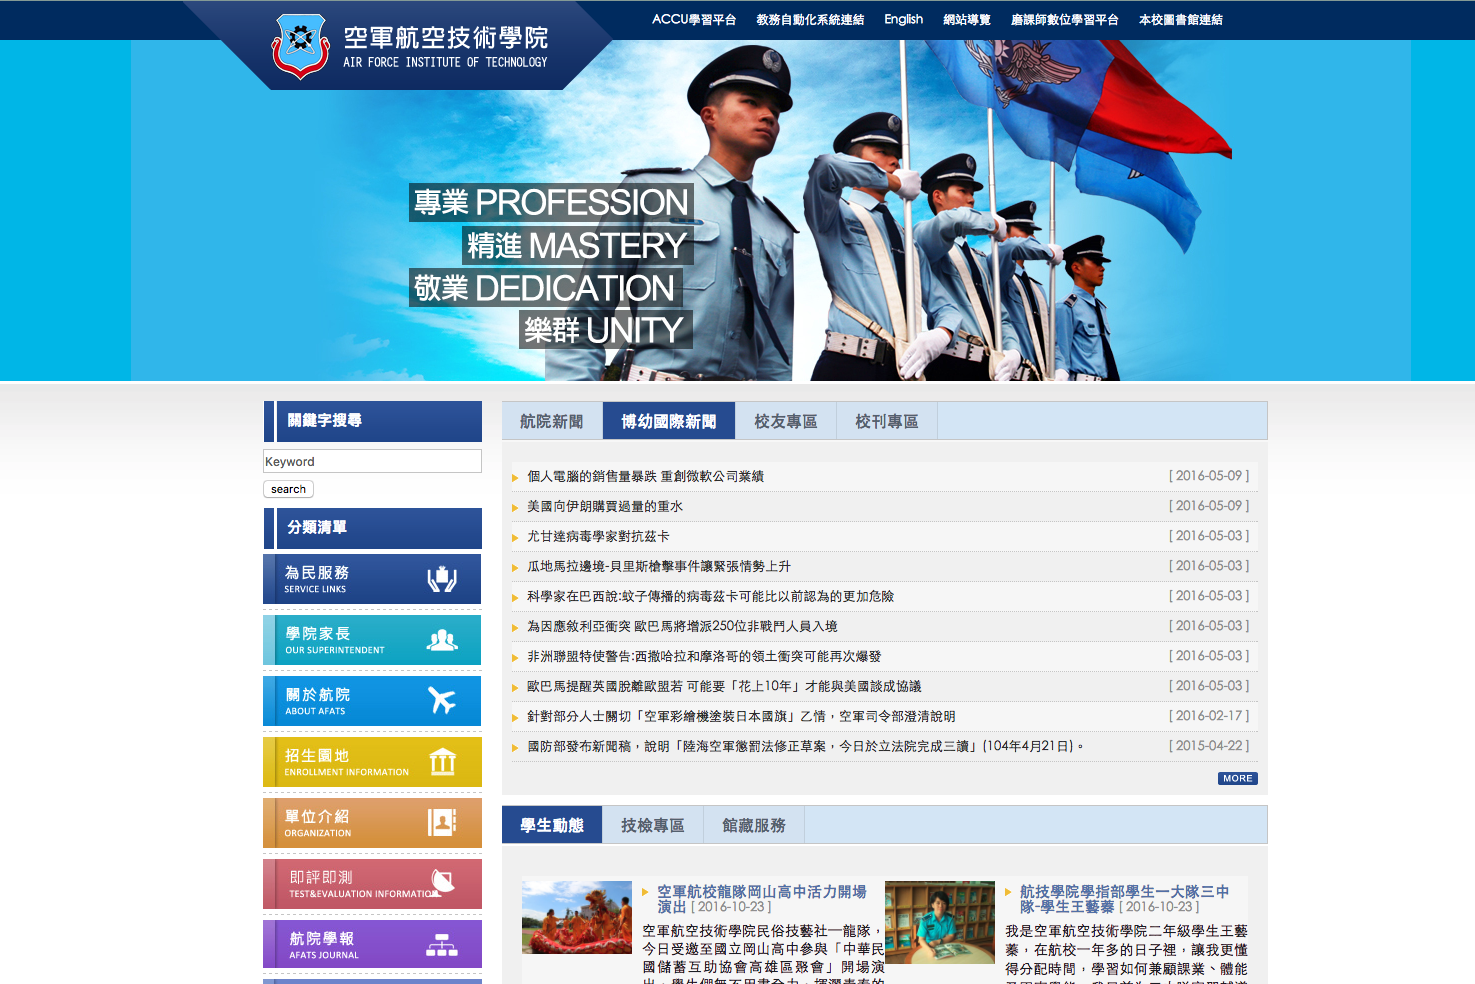 ACCU學習平台 教務自動化系統連結 English 網站導覽 磨課師數位學習平台 本校圖書館連結
空軍航空技術學院
AIR FORCE INSTITUTE OF TECHNOLOGY
專業 PROFESSION
精進 MASTERY
敬業 DEDICATION
樂群 UNITY
關鍵字搜尋
Keyword
search
分類清單
為民服務
SERVICE LINKS
學院家長
OUR SUPERINTENDENT
關於航院
ABOUT AFATS
招生園地
ENROLLMENT INFORMATION
單位介紹
ORGANIZATION
即評即測
TEST&EVALUATION INFORMATION
航院學報
AFATS JOURNAL
航院新聞 博幼國際新聞 校友專區 校刊專區
個人電腦的銷售量暴跌 重創微軟公司業績 [ 2016-05-09 ]
美國向伊朗購買過量的重水 [ 2016-05-09 ]
尤甘達病毒學家對抗茲卡 [ 2016-05-03 ]
瓜地馬拉邊境-貝里斯槍擊事件讓緊張情勢上升 [ 2016-05-03 ]
科學家在巴西說:蚊子傳播的病毒茲卡可能比以前認為的更加危險 [ 2016-05-03 ]
為因應敘利亞衝突 歐巴馬將增派250位非戰鬥人員入境 [ 2016-05-03 ]
非洲聯盟特使警告:西撒哈拉和摩洛哥的領土衝突可能再次爆發 [ 2016-05-03 ]
歐巴馬提醒英國脫離歐盟若 可能要「花上10年」才能與美國談成協議 [ 2016-05-03 ]
針對部分人士關切「空軍彩繪機塗裝日本國旗」乙情，空軍司令部澄清說明 [ 2016-02-17 ]
國防部發布新聞稿，說明「陸海空軍懲罰法修正草案，今日於立法院完成三讀」(104年4月21日)。 [ 2015-04-22 ]
MORE
學生動態 技檢專區 館藏服務
空軍航校龍隊岡山高中活力開場
演出 [ 2016-10-23 ]
空軍航空技術學院民俗技藝社—龍隊，
今日受邀至國立岡山高中參與「中華民
國儲蓄互助協會高雄區聚會」開場演
航技學院學指部學生一大隊三中
隊-學生王藝蓁 [ 2016-10-23 ]
我是空軍航空技術學院二年級學生王藝
蓁，在航校一年多的日子裡，讓我更懂
得分配時間，學習如何兼顧課業、體能